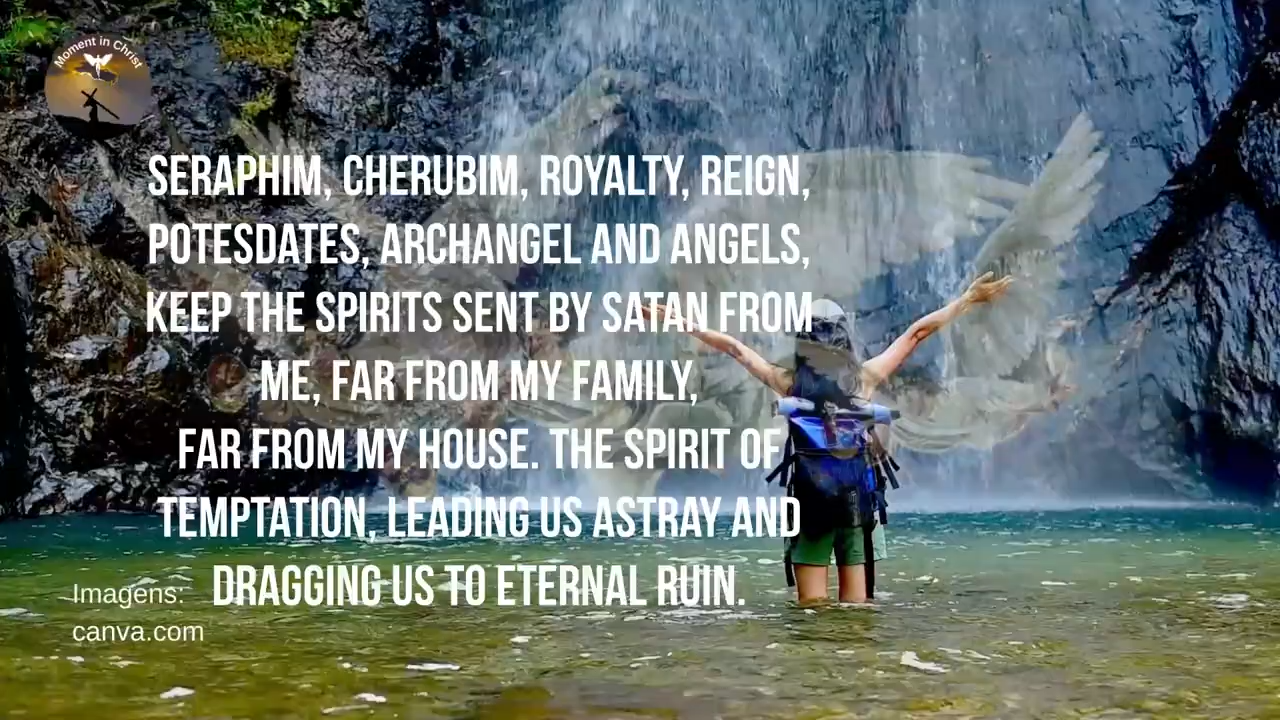 Moment in Christ
SERAPHIM, CHERUBIM, ROYALTY, REIGN,
POTESDATES, ARCHANGEL AND ANGELS,
KEEP THE SPIRITS SENT BY SATAN FROM
ME, FAR FROM MY FAMILY,
FAR FROM MY HOUSE. THE SPIRIT OF
TEMPTATION, LEADING US ASTRAY AND
DRAGGING US TO ETERNAL RUIN.
Imagens:
canva.com